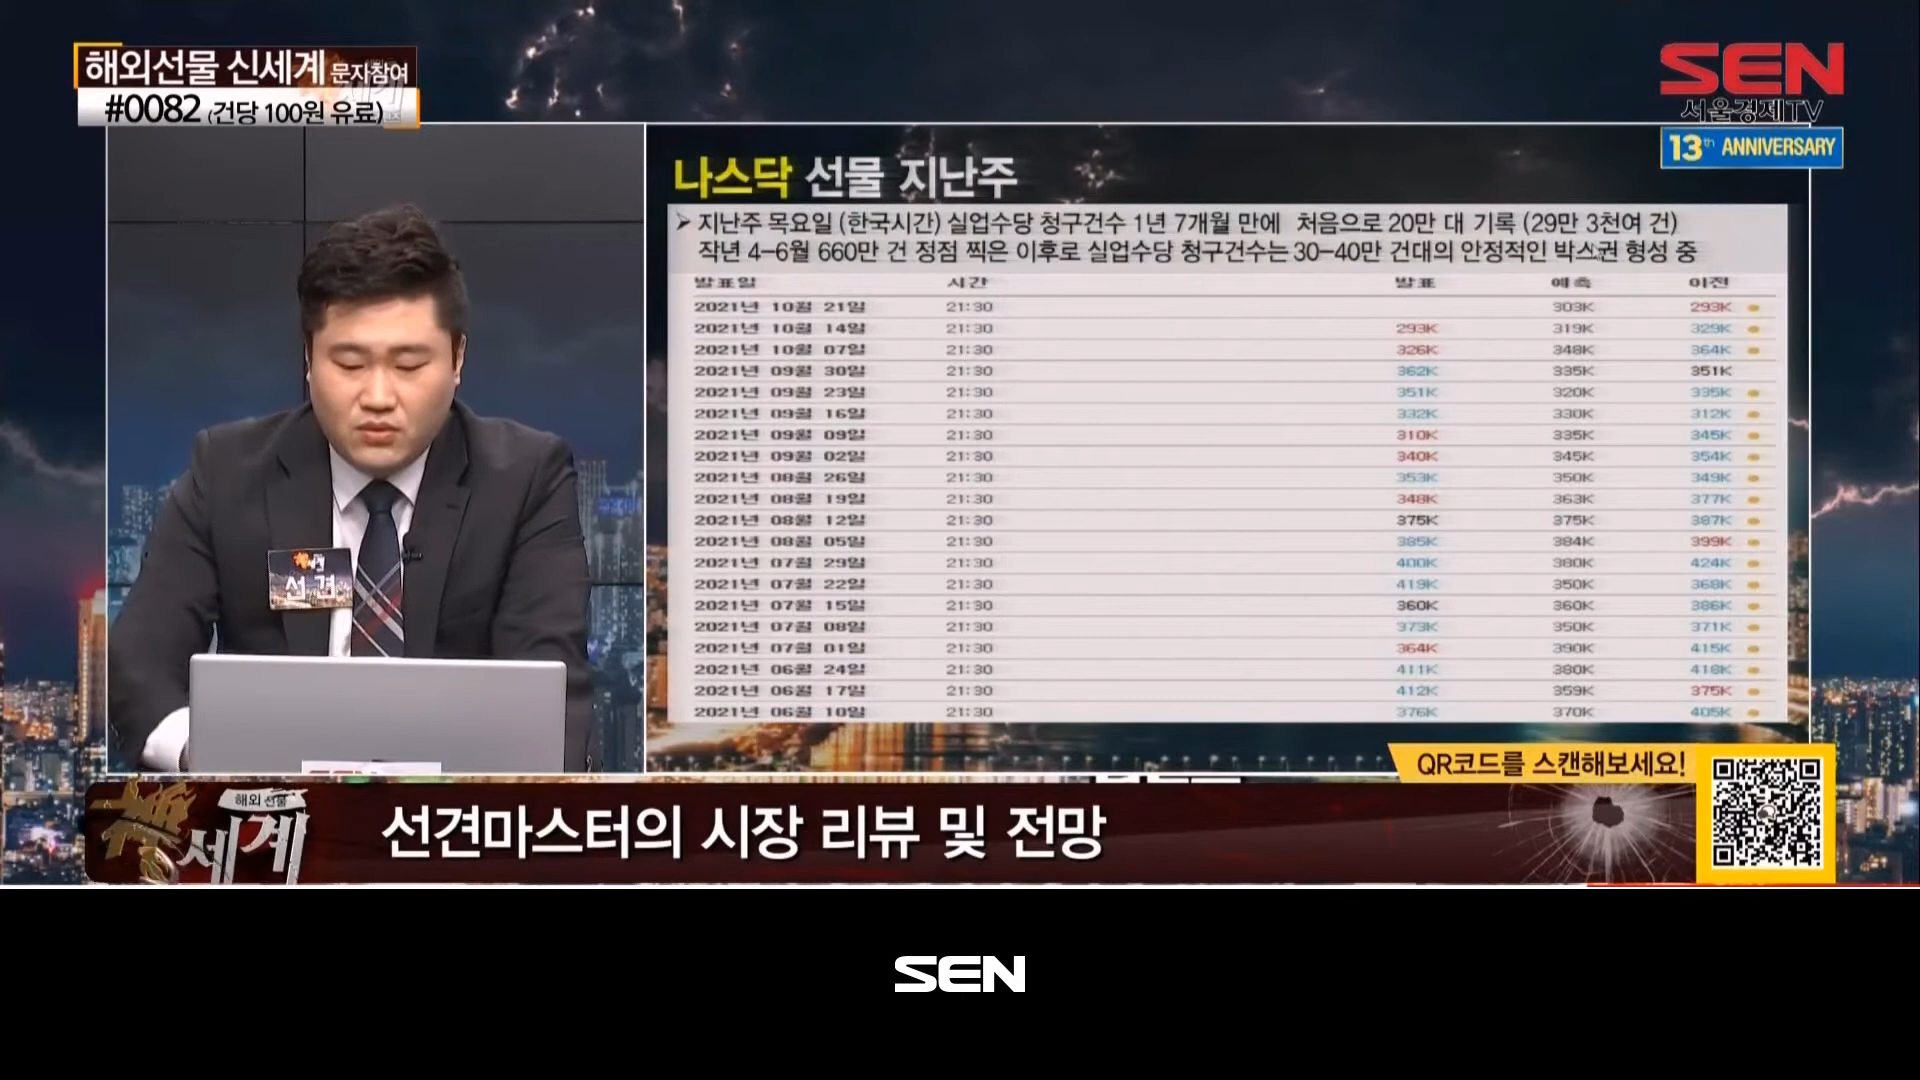 해외선물 신세계 문자참여
#0082 (건당 100원 유료)
SEN
서울경제TV
13th ANNIVERSARY
나스닥 선물 지난주
➤ 지난주 목요일 (한국시간) 실업수당 청구건수 1년 7개월 만에 처음으로 20만 대 기록 (29만 3천여 건)
작년 4-6월 660만 건 정점 찍은 이후로 실업수당 청구건수는 30-40만 건대의 안정적인 박스권 형성 중
발표일 시간 발표 예측 이전
2021년 10월 21일 21:30 303K 293K
2021년 10월 14일 21:30 293K 319K 329K
2021년 10월 07일 21:30 326K 348K 364K
2021년 09월 30일 21:30 362K 335K 351K
2021년 09월 23일 21:30 351K 320K 335K
2021년 09월 16일 21:30 332K 330K 312K
2021년 09월 09일 21:30 310K 335K 345K
2021년 09월 02일 21:30 340K 345K 354K
2021년 08월 26일 21:30 353K 350K 349K
2021년 08월 19일 21:30 348K 363K 377K
2021년 08월 12일 21:30 375K 375K 387K
2021년 08월 05일 21:30 385K 384K 399K
2021년 07월 29일 21:30 400K 380K 424K
2021년 07월 22일 21:30 419K 350K 368K
2021년 07월 15일 21:30 360K 360K 386K
2021년 07월 08일 21:30 373K 350K 371K
2021년 07월 01일 21:30 364K 390K 415K
2021년 06월 24일 21:30 411K 380K 418K
2021년 06월 17일 21:30 412K 359K 375K
2021년 06월 10일 21:30 376K 370K 405K
선견
QR코드를 스캔해보세요!
해외 선물
神세계
선견마스터의 시장 리뷰 및 전망
SEN